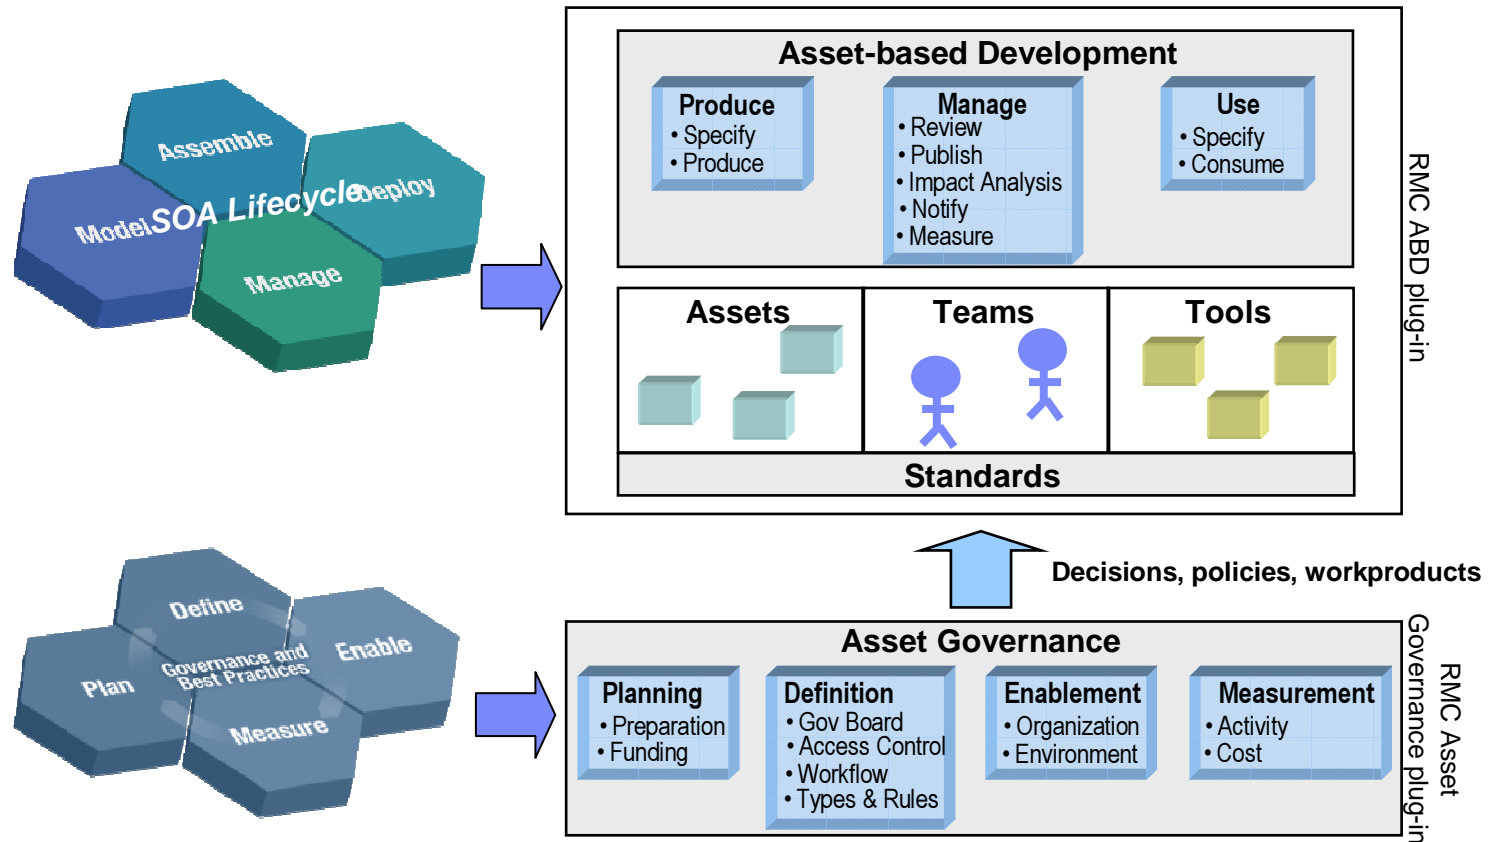 Asset-based Development
Produce
• Specify
• Produce
Manage
• Review
• Publish
• Impact Analysis
• Notify
• Measure
Use
• Specify
• Consume
RMC ABD plug-in
Assemble
Deploy
SOA Lifecycle
Model
Manage
Assets
Teams
Tools
Standards
Decisions, policies, workproducts
Define
Enable
Governance and
Best Practices
Plan
Measure
Asset Governance
Planning
• Preparation
• Funding
Definition
• Gov Board
• Access Control
• Workflow
• Types & Rules
Enablement
• Organization
• Environment
Measurement
• Activity
• Cost
RMC Asset
Governance plug-in